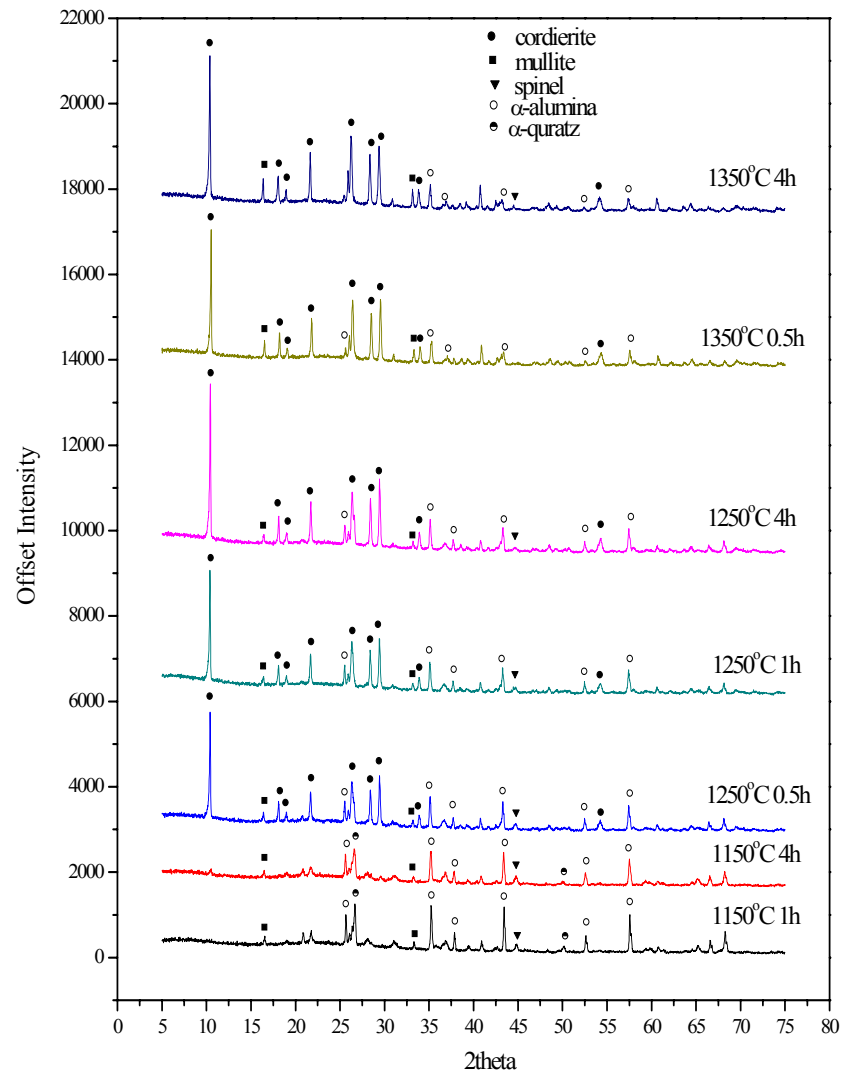 22000
20000
18000
16000
14000
12000
10000
8000
6000
4000
2000
0
Offset Intensity
cordierite
mullite
spinel
α-alumina
α-quratz
1350°C 4h
1350°C 0.5h
1250°C 4h
1250°C 1h
1250°C 0.5h
1150°C 4h
1150°C 1h
0 5 10 15 20 25 30 35 40 45 50 55 60 65 70 75 80
2theta